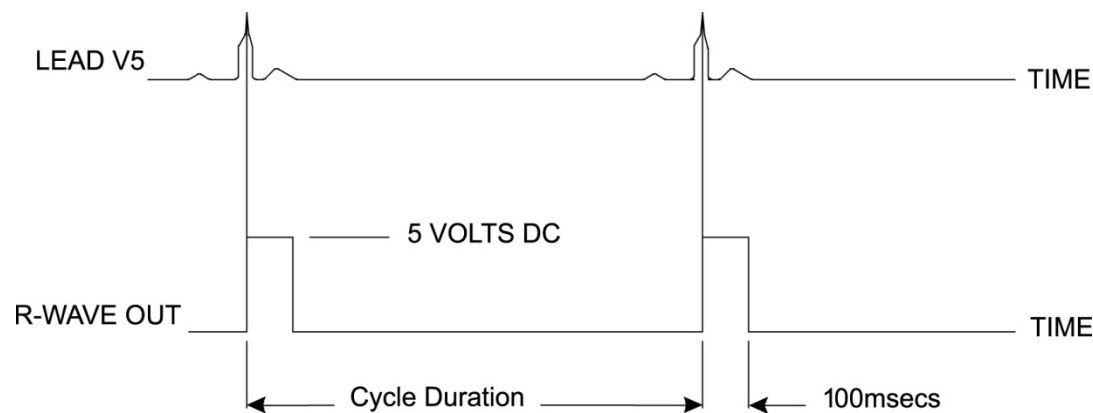 LEAD V5
TIME
5 VOLTS DC
R-WAVE OUT
TIME
Cycle Duration
100msecs